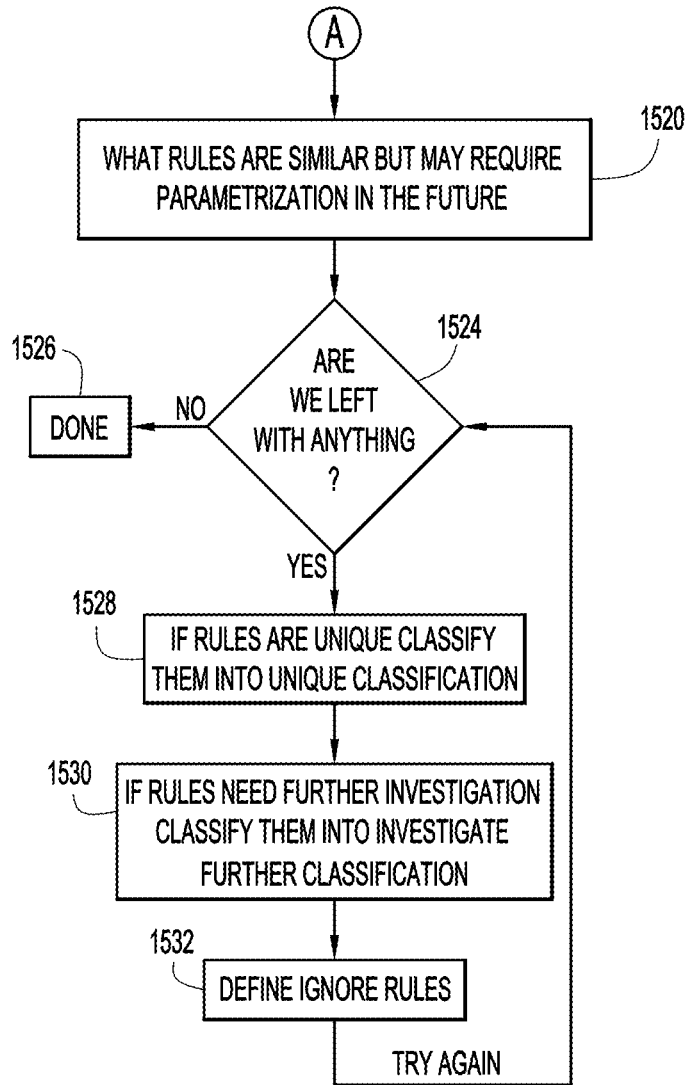 A
1520
WHAT RULES ARE SIMILAR BUT MAY REQUIRE
PARAMETRIZATION IN THE FUTURE
1524
1526
ARE
WE LEFT
WITH ANYTHING
?
NO
DONE
YES
1528
IF RULES ARE UNIQUE CLASSIFY
THEM INTO UNIQUE CLASSIFICATION
1530
IF RULES NEED FURTHER INVESTIGATION
CLASSIFY THEM INTO INVESTIGATE
FURTHER CLASSIFICATION
1532
DEFINE IGNORE RULES
TRY AGAIN